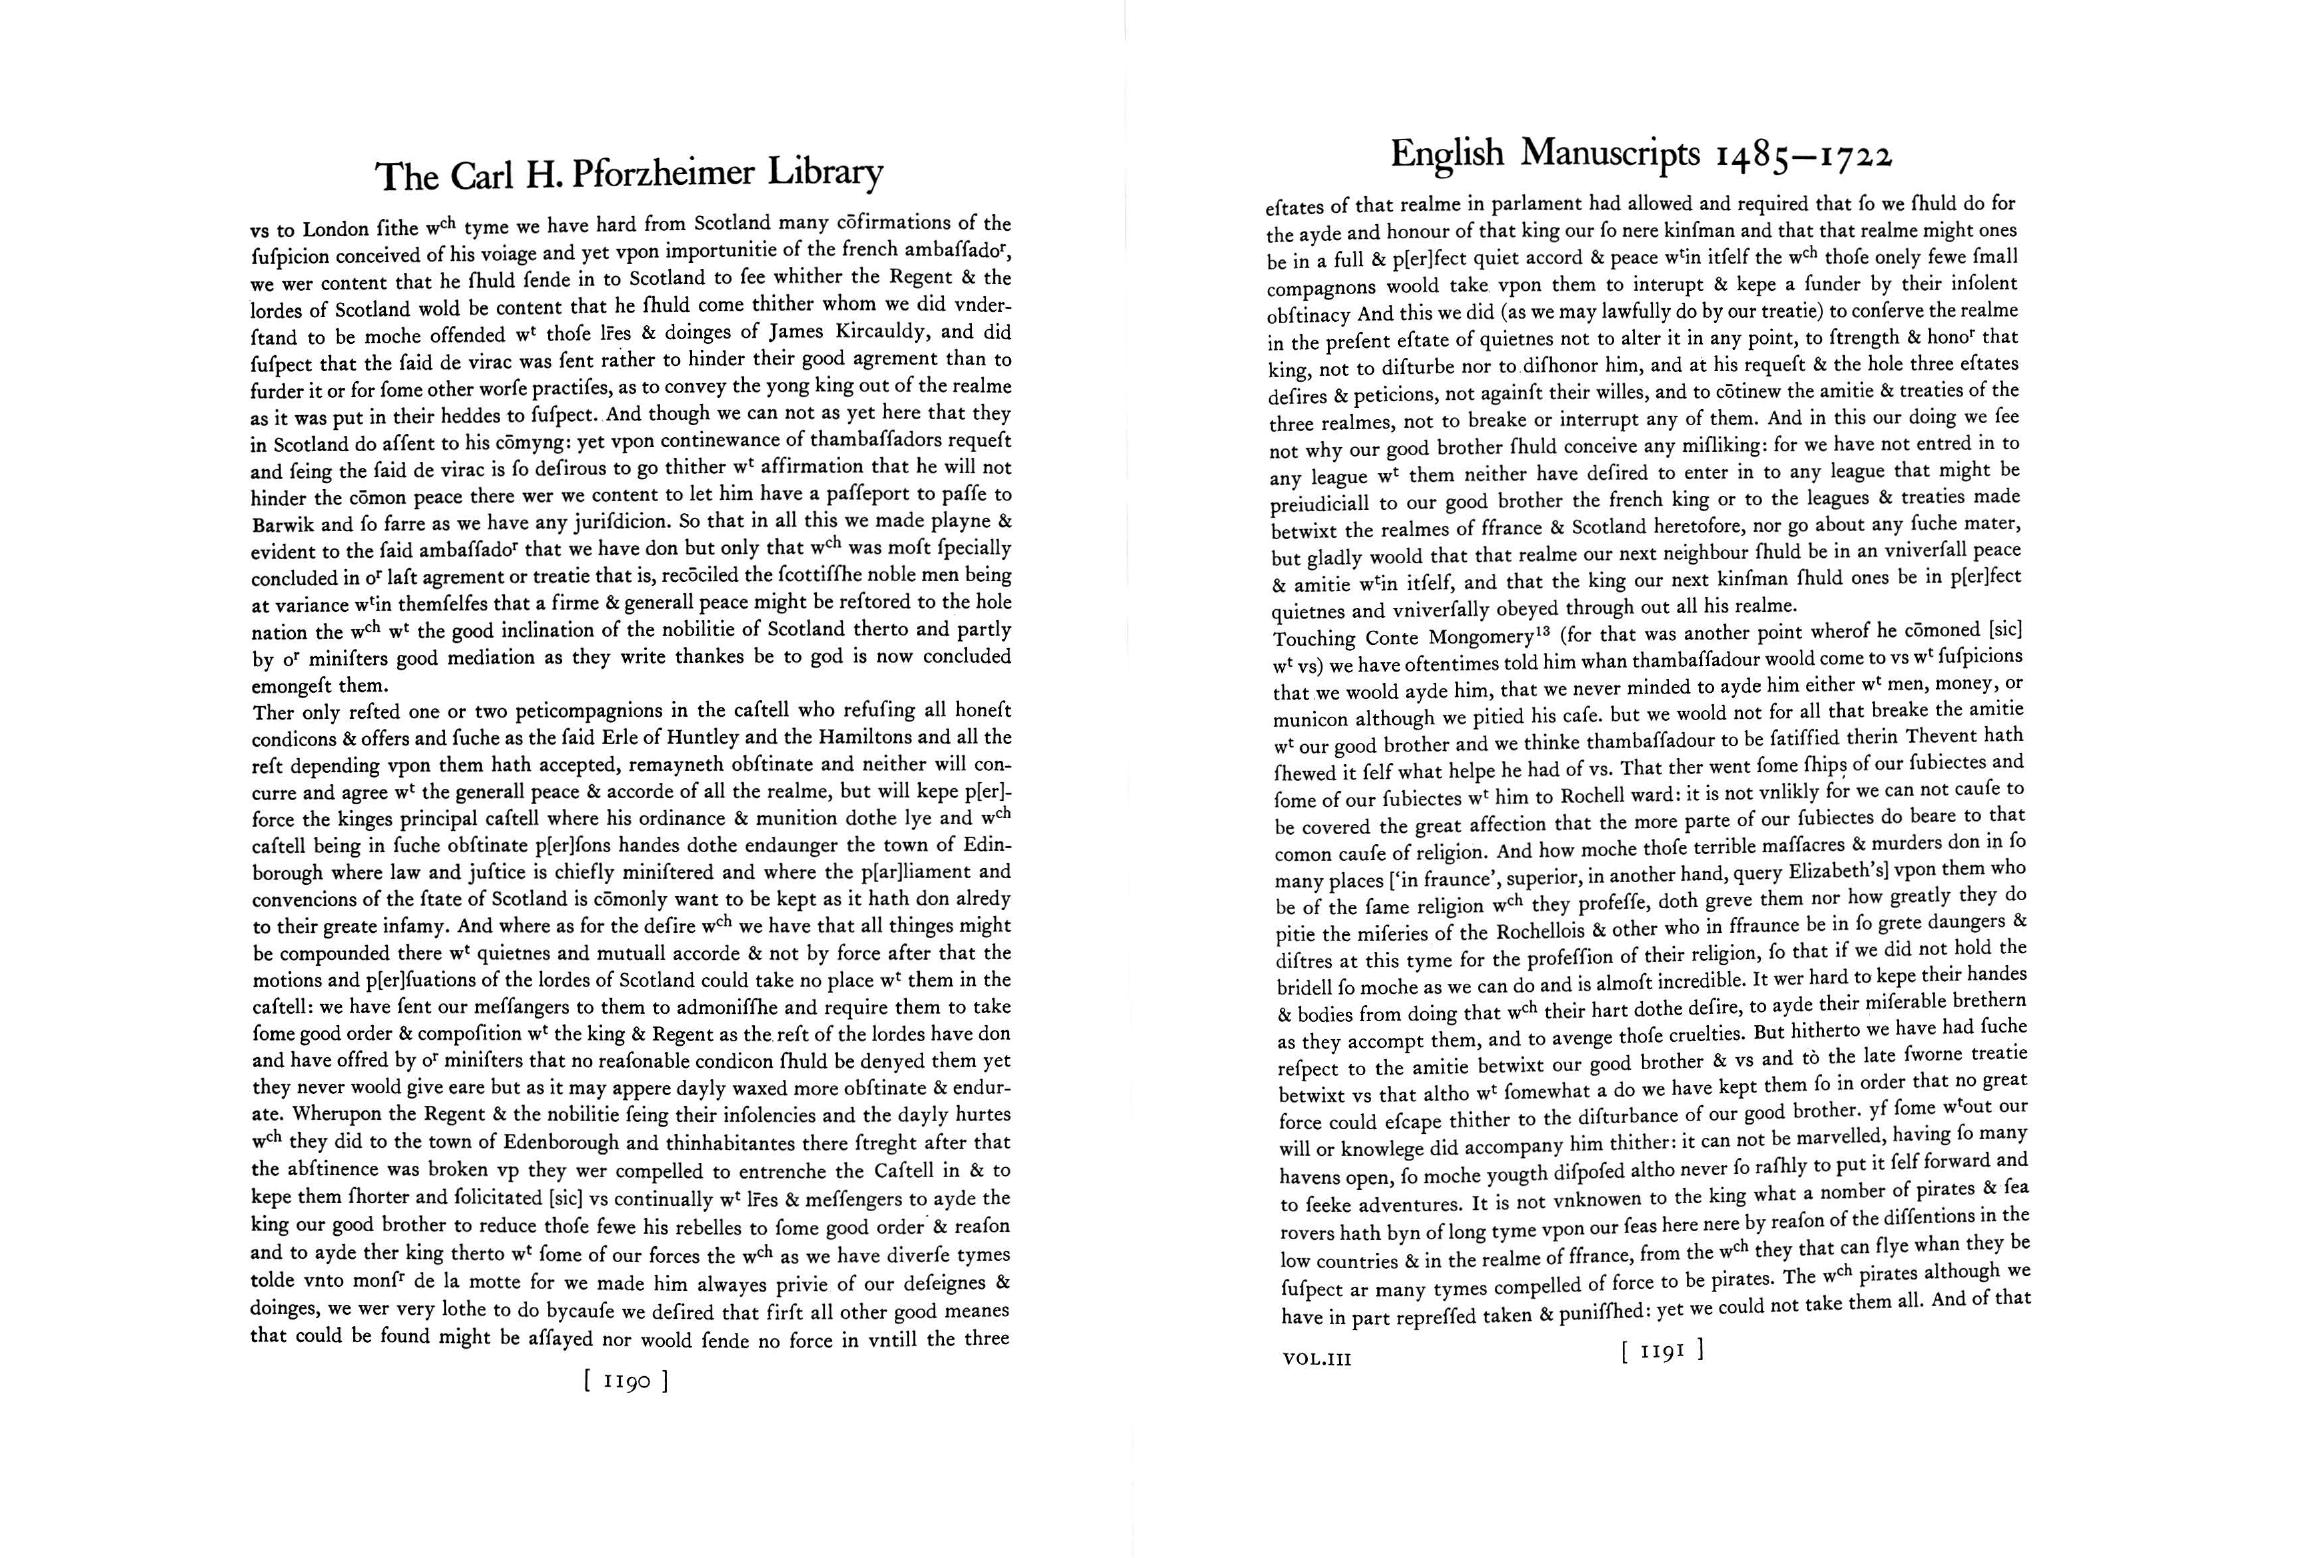 The Carl H. Pforzheimer Library
vs to London ſithe wᶜʰ tyme we have hard from Scotland many cōfirmations of the
ſuſpicion conceived of his voiage and yet vpon importunitie of the french ambaſſadoʳ,
we wer content that he ſhuld ſende in to Scotland to ſee whither the Regent & the
lordes of Scotland wold be content that he ſhuld come thither whom we did vnder-
ſtand to be moche offended wᵗ thoſe lr̄es & doinges of James Kircauldy, and did
ſuſpect that the ſaid de virac was ſent rather to hinder their good agrement than to
furder it or for ſome other worſe practiſes, as to convey the yong king out of the realme
as it was put in their heddes to ſuſpect. And though we can not as yet here that they
in Scotland do aſſent to his cōmyng: yet vpon continewance of thambaſſadors requeſt
and ſeing the ſaid de virac is ſo deſirous to go thither wᵗ affirmation that he will not
hinder the cōmon peace there wer we content to let him have a paſſeport to paſſe to
Barwik and ſo farre as we have any juriſdicion. So that in all this we made playne &
evident to the ſaid ambaſſadoʳ that we have don but only that wᶜʰ was moſt ſpecially
concluded in oʳ laſt agrement or treatie that is, recōciled the ſcottiſſhe noble men being
at variance wᵗin themſelfes that a firme & generall peace might be reſtored to the hole
nation the wᶜʰ wᵗ the good inclination of the nobilitie of Scotland therto and partly
by oʳ miniſters good mediation as they write thankes be to god is now concluded
emongeſt them.
Ther only reſted one or two peticompagnions in the caſtell who refuſing all honeſt
condicons & offers and ſuche as the ſaid Erle of Huntley and the Hamiltons and all the
reſt depending vpon them hath accepted, remayneth obſtinate and neither will con-
curre and agree wᵗ the generall peace & accorde of all the realme, but will kepe p[er]-
force the kinges principal caſtell where his ordinance & munition dothe lye and wᶜʰ
caſtell being in ſuche obſtinate p[er]ſons handes dothe endaunger the town of Edin-
borough where law and juſtice is chiefly miniſtered and where the p[ar]liament and
convencions of the ſtate of Scotland is cōmonly want to be kept as it hath don alredy
to their greate infamy. And where as for the deſire wᶜʰ we have that all thinges might
be compounded there wᵗ quietnes and mutuall accorde & not by force after that the
motions and p[er]ſuations of the lordes of Scotland could take no place wᵗ them in the
caſtell: we have ſent our meſſangers to them to admoniſſhe and require them to take
ſome good order & compoſition wᵗ the king & Regent as the reſt of the lordes have don
and have offred by oʳ miniſters that no reaſonable condicon ſhuld be denyed them yet
they never woold give eare but as it may appere dayly waxed more obſtinate & endur-
ate. Wherupon the Regent & the nobilitie ſeing their inſolencies and the dayly hurtes
wᶜʰ they did to the town of Edenborough and thinhabitantes there ſtreght after that
the abſtinence was broken vp they wer compelled to entrenche the Caſtell in & to
kepe them ſhorter and ſolicitated [sic] vs continually wᵗ lr̄es & meſſengers to ayde the
king our good brother to reduce thoſe fewe his rebelles to ſome good order & reaſon
and to ayde ther king therto wᵗ ſome of our forces the wᶜʰ as we have diverſe tymes
tolde vnto monſʳ de la motte for we made him alwayes privie of our deſeignes &
doinges, we wer very lothe to do bycauſe we deſired that firſt all other good meanes
that could be found might be aſſayed nor woold ſende no force in vntill the three
[ 1190 ]
English Manuscripts 1485–1722
eſtates of that realme in parlament had allowed and required that ſo we ſhuld do for
the ayde and honour of that king our ſo nere kinſman and that that realme might ones
be in a full & p[er]fect quiet accord & peace wᵗin itſelf the wᶜʰ thoſe onely fewe ſmall
compagnons woold take vpon them to interupt & kepe a ſunder by their inſolent
obſtinacy And this we did (as we may lawfully do by our treatie) to conſerve the realme
in the preſent eſtate of quietnes not to alter it in any point, to ſtrength & honoʳ that
king, not to diſturbe nor to diſhonor him, and at his requeſt & the hole three eſtates
deſires & peticions, not againſt their willes, and to cōtinew the amitie & treaties of the
three realmes, not to breake or interrupt any of them. And in this our doing we ſee
not why our good brother ſhuld conceive any miſliking: for we have not entred in to
any league wᵗ them neither have deſired to enter in to any league that might be
preiudiciall to our good brother the french king or to the leagues & treaties made
betwixt the realmes of ffrance & Scotland heretofore, nor go about any ſuche mater,
but gladly woold that that realme our next neighbour ſhuld be in an vniverſall peace
& amitie wᵗin itſelf, and that the king our next kinſman ſhuld ones be in p[er]fect
quietnes and vniverſally obeyed through out all his realme.
Touching Conte Mongomery¹³ (for that was another point wherof he cōmoned [sic]
wᵗ vs) we have oftentimes told him whan thambaſſadour woold come to vs wᵗ ſuſpicions
that we woold ayde him, that we never minded to ayde him either wᵗ men, money, or
municon although we pitied his caſe. but we woold not for all that breake the amitie
wᵗ our good brother and we thinke thambaſſadour to be ſatiſfied therin Thevent hath
ſhewed it ſelf what helpe he had of vs. That ther went ſome ſhips of our ſubiectes and
ſome of our ſubiectes wᵗ him to Rochell ward: it is not vnlikly for we can not cauſe to
be covered the great affection that the more parte of our ſubiectes do beare to that
comon cauſe of religion. And how moche thoſe terrible maſſacres & murders don in ſo
many places [‘in fraunce’, superior, in another hand, query Elizabeth’s] vpon them who
be of the ſame religion wᶜʰ they profeſſe, doth greve them nor how greatly they do
pitie the miſeries of the Rochellois & other who in ffraunce be in ſo grete daungers &
diſtres at this tyme for the profeſſion of their religion, ſo that if we did not hold the
bridell ſo moche as we can do and is almoſt incredible. It wer hard to kepe their handes
& bodies from doing that wᶜʰ their hart dothe deſire, to ayde their miſerable brethern
as they accompt them, and to avenge thoſe cruelties. But hitherto we have had ſuche
reſpect to the amitie betwixt our good brother & vs and tò the late ſworne treatie
betwixt vs that altho wᵗ ſomewhat a do we have kept them ſo in order that no great
force could eſcape thither to the diſturbance of our good brother. yf ſome wᵗout our
will or knowlege did accompany him thither: it can not be marvelled, having ſo many
havens open, ſo moche yougth diſpoſed altho never ſo raſhly to put it ſelf forward and
to ſeeke adventures. It is not vnknowen to the king what a nomber of pirates & ſea
rovers hath byn of long tyme vpon our ſeas here nere by reaſon of the diſſentions in the
low countries & in the realme of ffrance, from the wᶜʰ they that can flye whan they be
ſuſpect ar many tymes compelled of force to be pirates. The wᶜʰ pirates although we
have in part repreſſed taken & puniſſhed: yet we could not take them all. And of that
VOL.III
[ 1191 ]